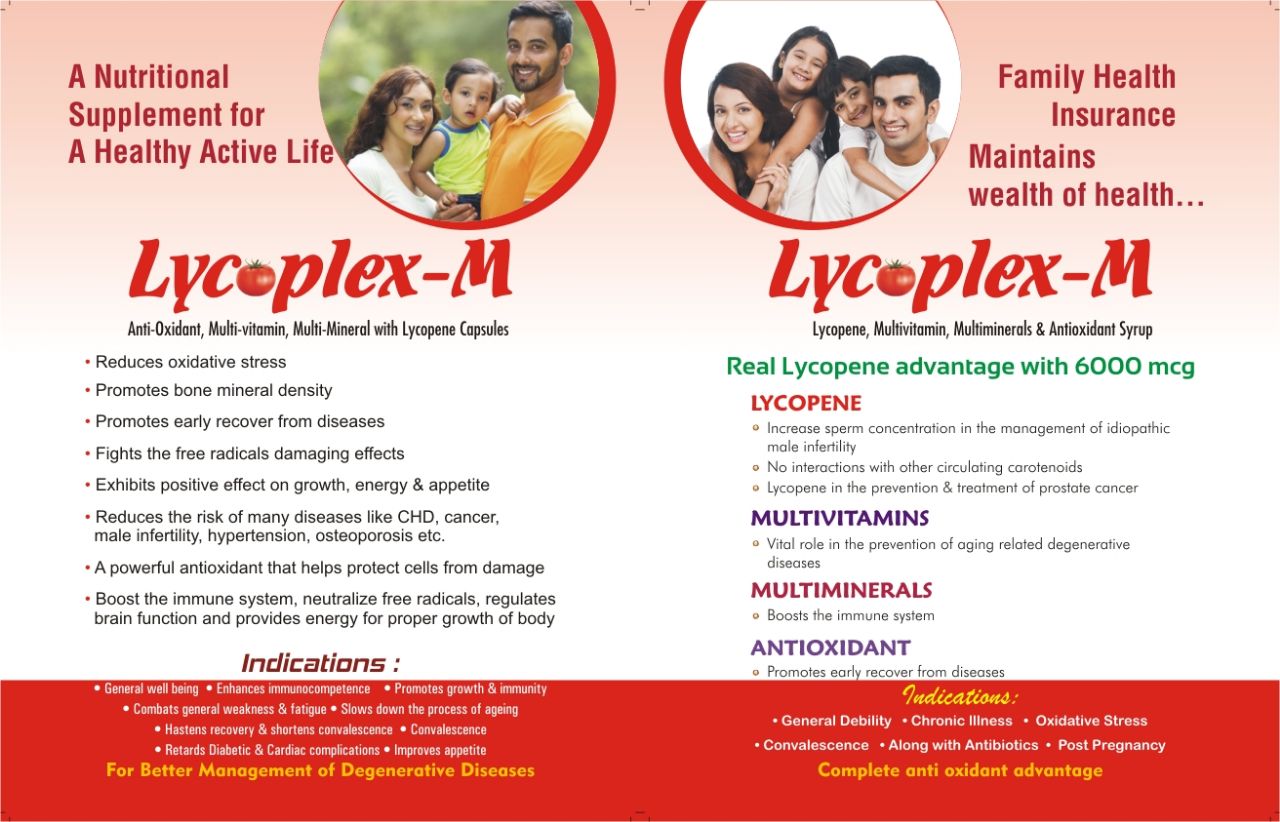 A Nutritional
Supplement for
A Healthy Active Life
Lycoplex-M
Anti-Oxidant, Multi-vitamin, Multi-Mineral with Lycopene Capsules
• Reduces oxidative stress
• Promotes bone mineral density
• Promotes early recover from diseases
• Fights the free radicals damaging effects
• Exhibits positive effect on growth, energy & appetite
• Reduces the risk of many diseases like CHD, cancer,
male infertility, hypertension, osteoporosis etc.
• A powerful antioxidant that helps protect cells from damage
• Boost the immune system, neutralize free radicals, regulates
brain function and provides energy for proper growth of body
Indications :
• General well being • Enhances immunocompetence • Promotes growth & immunity
• Combats general weakness & fatigue • Slows down the process of ageing
• Hastens recovery & shortens convalescence • Convalescence
• Retards Diabetic & Cardiac complications • Improves appetite
For Better Management of Degenerative Diseases
Family Health
Insurance
Maintains
wealth of health...
Lycoplex-M
Lycopene, Multivitamin, Multiminerals & Antioxidant Syrup
Real Lycopene advantage with 6000 mcg
LYCOPENE
Increase sperm concentration in the management of idiopathic
male infertility
No interactions with other circulating carotenoids
Lycopene in the prevention & treatment of prostate cancer
MULTIVITAMINS
Vital role in the prevention of aging related degenerative
diseases
MULTIMINERALS
Boosts the immune system
ANTIOXIDANT
Promotes early recover from diseases
Indications:
• General Debility • Chronic Illness • Oxidative Stress
• Convalescence • Along with Antibiotics • Post Pregnancy
Complete anti oxidant advantage